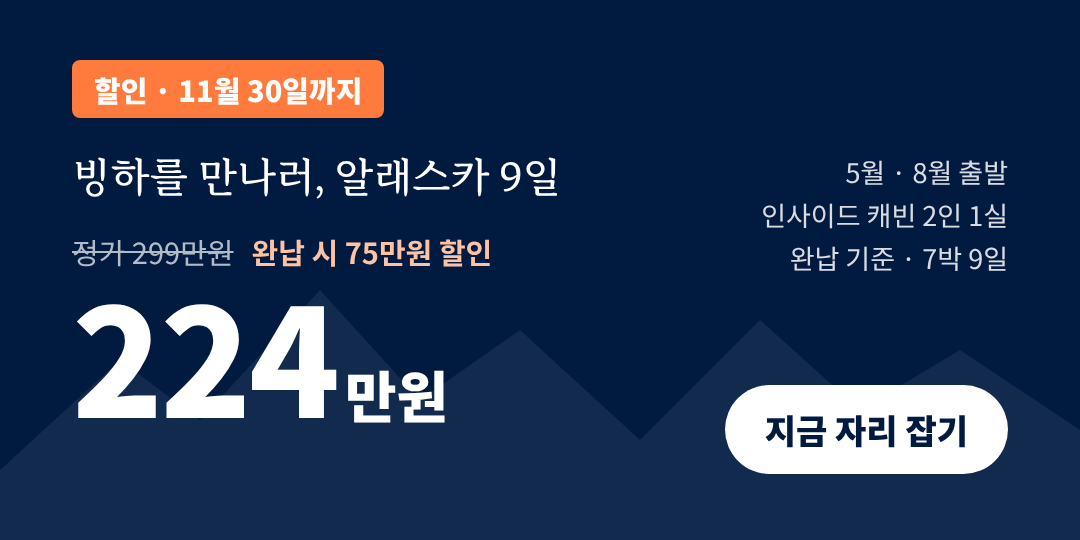 할인 · 11월 30일까지
빙하를 만나러, 알래스카 9일
정가 299만원 완납 시 75만원 할인
224만원
5월 · 8월 출발
인사이드 캐빈 2인 1실
완납 기준 · 7박 9일
지금 자리 잡기